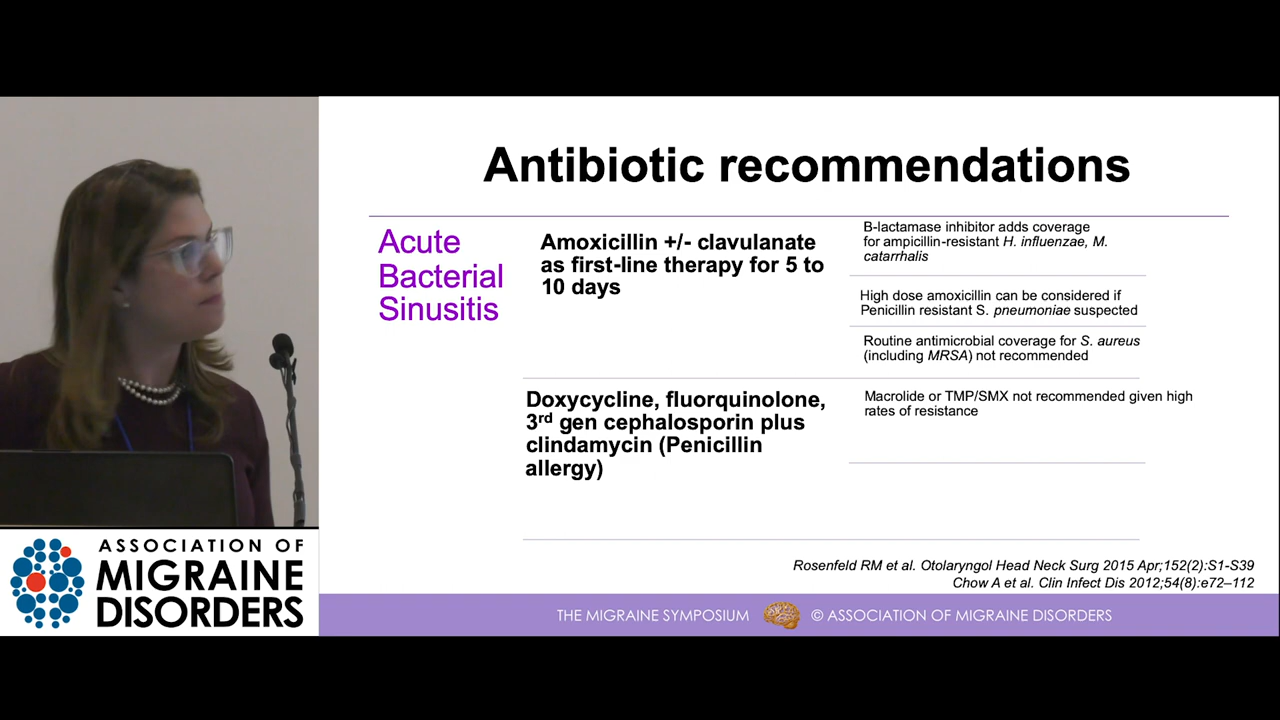 Antibiotic recommendations
Acute
Bacterial
Sinusitis
Amoxicillin +/- clavulanate
as first-line therapy for 5 to
10 days
B-lactamase inhibitor adds coverage
for ampicillin-resistant H. influenzae, M.
catarrhalis
High dose amoxicillin can be considered if
Penicillin resistant S. pneumoniae suspected
Routine antimicrobial coverage for S. aureus
(including MRSA) not recommended
Doxycycline, fluorquinolone,
3rd gen cephalosporin plus
clindamycin (Penicillin
allergy)
Macrolide or TMP/SMX not recommended given high
rates of resistance
Rosenfeld RM et al. Otolaryngol Head Neck Surg 2015 Apr;152(2):S1-S39
Chow A et al. Clin Infect Dis 2012;54(8):e72–112
ASSOCIATION OF
MIGRAINE
DISORDERS
THE MIGRAINE SYMPOSIUM © ASSOCIATION OF MIGRAINE DISORDERS